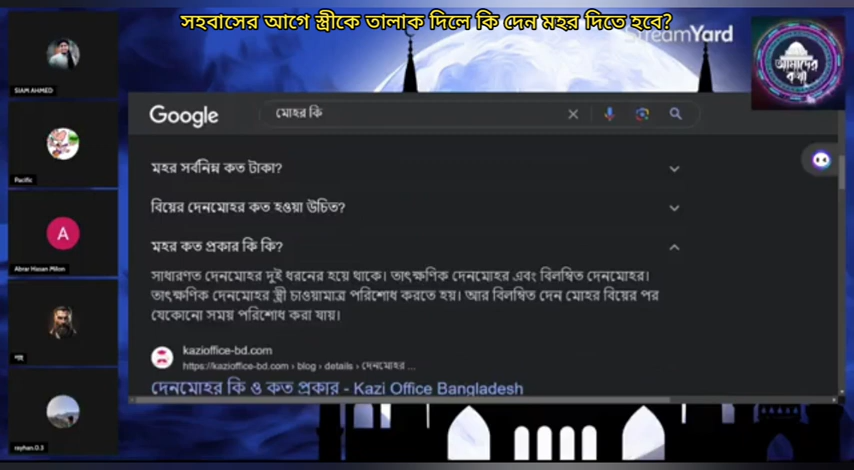 সহবাসের আগে স্ত্রীকে তালাক দিলে কি দেন মহর দিতে হবে?
StreamYard
আমাদের কথা
SIAM AHMED
Google
মোহর কি
মহর সর্বনিম্ন কত টাকা?
Pacific
বিয়ের দেনমোহর কত হওয়া উচিত?
A
মহর কত প্রকার কি কি?
Abrar Hasan Milton
সাধারণত দেনমোহর দুই ধরনের হয়ে থাকে। তাৎক্ষণিক দেনমোহর এবং বিলম্বিত দেনমোহর।
তাৎক্ষণিক দেনমোহর স্ত্রী চাওয়ামাত্র পরিশোধ করতে হয়। আর বিলম্বিত দেন মোহর বিয়ের পর
যেকোনো সময় পরিশোধ করা যায়।
kazioffice-bd.com
https://kazioffice-bd.com › blog › details › দেনমোহর ...
দেনমোহর কি ও কত প্রকার - Kazi Office Bangladesh
rayhan.0.3